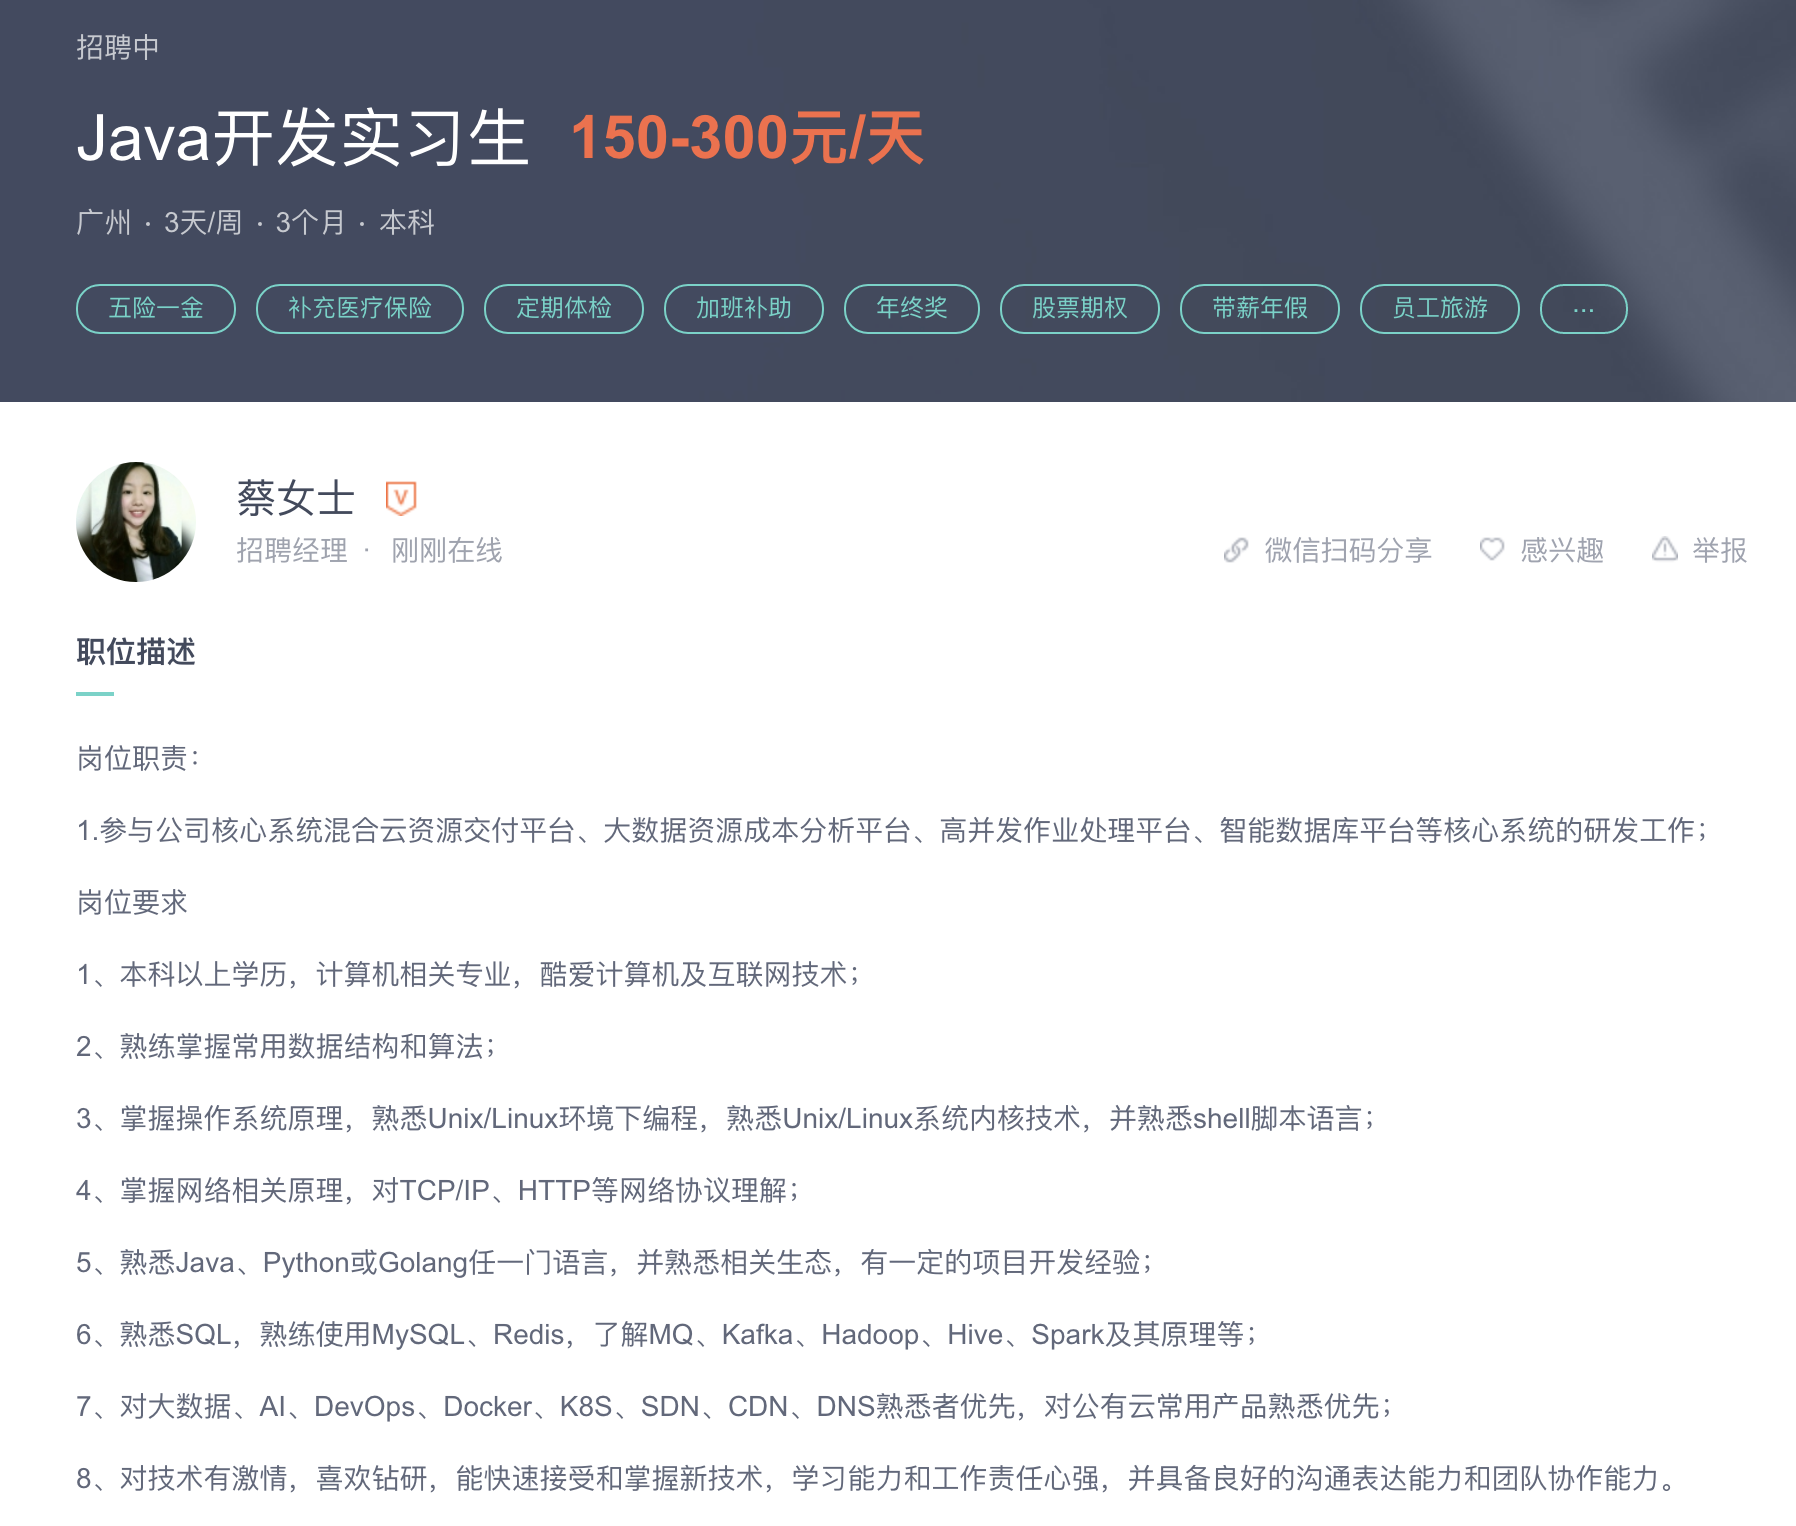 招聘中
Java开发实习生 150-300元/天
广州 · 3天/周 · 3个月 · 本科
五险一金 补充医疗保险 定期体检 加班补助 年终奖 股票期权 带薪年假 员工旅游 ...
蔡女士 V
招聘经理 · 刚刚在线 微信扫码分享 感兴趣 举报
职位描述
岗位职责：
1.参与公司核心系统混合云资源交付平台、大数据资源成本分析平台、高并发作业处理平台、智能数据库平台等核心系统的研发工作；
岗位要求
1、本科以上学历，计算机相关专业，酷爱计算机及互联网技术；
2、熟练掌握常用数据结构和算法；
3、掌握操作系统原理，熟悉Unix/Linux环境下编程，熟悉Unix/Linux系统内核技术，并熟悉shell脚本语言；
4、掌握网络相关原理，对TCP/IP、HTTP等网络协议理解；
5、熟悉Java、Python或Golang任一门语言，并熟悉相关生态，有一定的项目开发经验；
6、熟悉SQL，熟练使用MySQL、Redis，了解MQ、Kafka、Hadoop、Hive、Spark及其原理等；
7、对大数据、AI、DevOps、Docker、K8S、SDN、CDN、DNS熟悉者优先，对公有云常用产品熟悉优先；
8、对技术有激情，喜欢钻研，能快速接受和掌握新技术，学习能力和工作责任心强，并具备良好的沟通表达能力和团队协作能力。